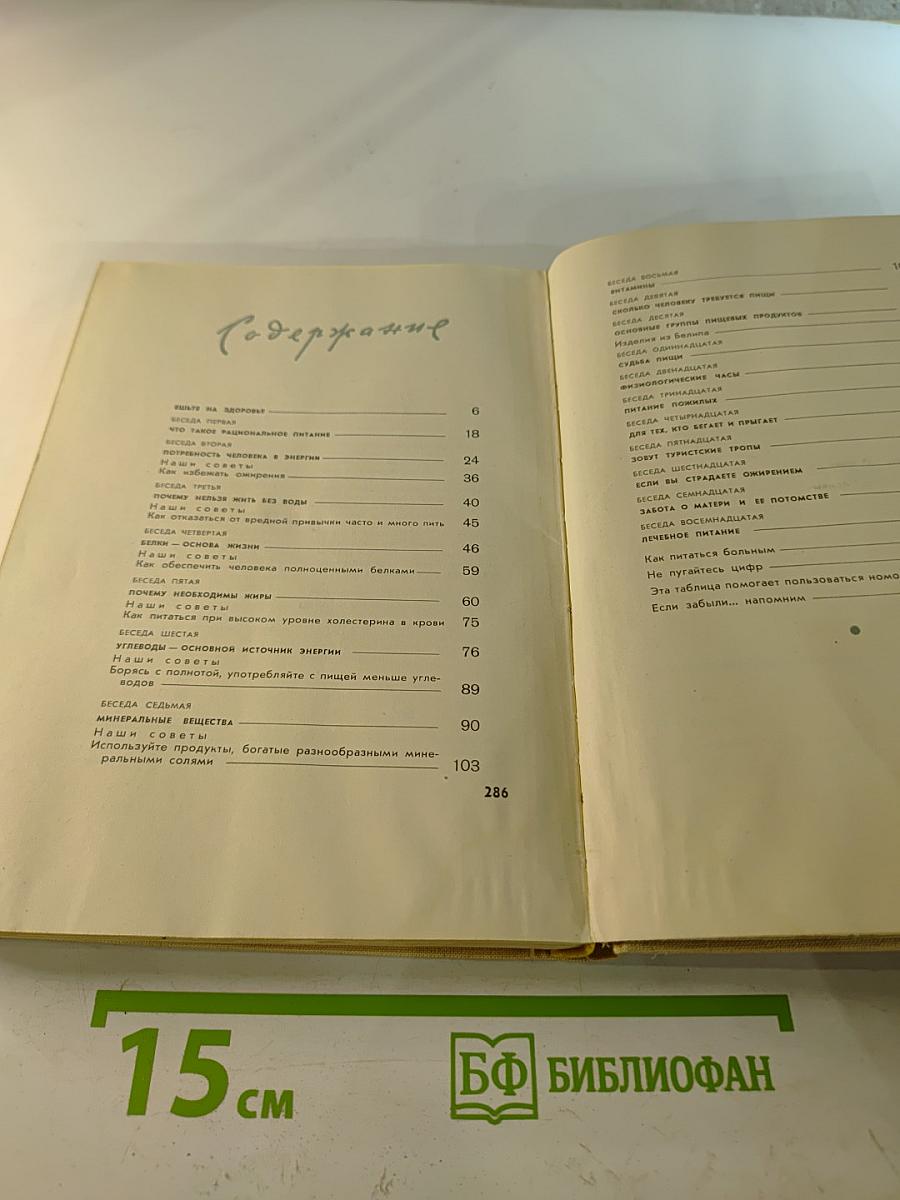 Содержание
ЕШЬТЕ НА ЗДОРОВЬЕ 6
БЕСЕДА ПЕРВАЯ
ЧТО ТАКОЕ РАЦИОНАЛЬНОЕ ПИТАНИЕ 18
БЕСЕДА ВТОРАЯ
ПОТРЕБНОСТЬ ЧЕЛОВЕКА В ЭНЕРГИИ 24
Наши советы
Как избежать ожирения 36
БЕСЕДА ТРЕТЬЯ
ПОЧЕМУ НЕЛЬЗЯ ЖИТЬ БЕЗ ВОДЫ 40
Наши советы
Как отказаться от вредной привычки часто и много пить 45
БЕСЕДА ЧЕТВЕРТАЯ
БЕЛКИ — ОСНОВА ЖИЗНИ 46
Наши советы
Как обеспечить человека полноценными белками 59
БЕСЕДА ПЯТАЯ
ПОЧЕМУ НЕОБХОДИМЫ ЖИРЫ 60
Наши советы
Как питаться при высоком уровне холестерина в крови 75
БЕСЕДА ШЕСТАЯ
УГЛЕВОДЫ — ОСНОВНОЙ ИСТОЧНИК ЭНЕРГИИ 76
Наши советы
Борясь с полнотой, употребляйте с пищей меньше угле-
водов 89
БЕСЕДА СЕДЬМАЯ
МИНЕРАЛЬНЫЕ ВЕЩЕСТВА 90
Наши советы
Используйте продукты, богатые разнообразными мине-
ральными солями 103
286
БЕСЕДА ВОСЬМАЯ
ВИТАМИНЫ
БЕСЕДА ДЕВЯТАЯ
СКОЛЬКО ЧЕЛОВЕКУ ТРЕБУЕТСЯ ПИЩИ
БЕСЕДА ДЕСЯТАЯ
ОСНОВНЫЕ ГРУППЫ ПИЩЕВЫХ ПРОДУКТОВ
Изделия из Белипа
БЕСЕДА ОДИННАДЦАТАЯ
СУДЬБА ПИЩИ
БЕСЕДА ДВЕНАДЦАТАЯ
ФИЗИОЛОГИЧЕСКИЕ ЧАСЫ
БЕСЕДА ТРИНАДЦАТАЯ
ПИТАНИЕ ПОЖИЛЫХ
БЕСЕДА ЧЕТЫРНАДЦАТАЯ
ДЛЯ ТЕХ, КТО БЕГАЕТ И ПРЫГАЕТ
БЕСЕДА ПЯТНАДЦАТАЯ
ЗОВУТ ТУРИСТСКИЕ ТРОПЫ
БЕСЕДА ШЕСТНАДЦАТАЯ
ЕСЛИ ВЫ СТРАДАЕТЕ ОЖИРЕНИЕМ
БЕСЕДА СЕМНАДЦАТАЯ
ЗАБОТА О МАТЕРИ И ЕЕ ПОТОМСТВЕ
БЕСЕДА ВОСЕМНАДЦАТАЯ
ЛЕЧЕБНОЕ ПИТАНИЕ
Как питаться больным
Не пугайтесь цифр
Эта таблица помогает пользоваться
Если забыли... напомним
15 см
БФ БИБЛИОФАН